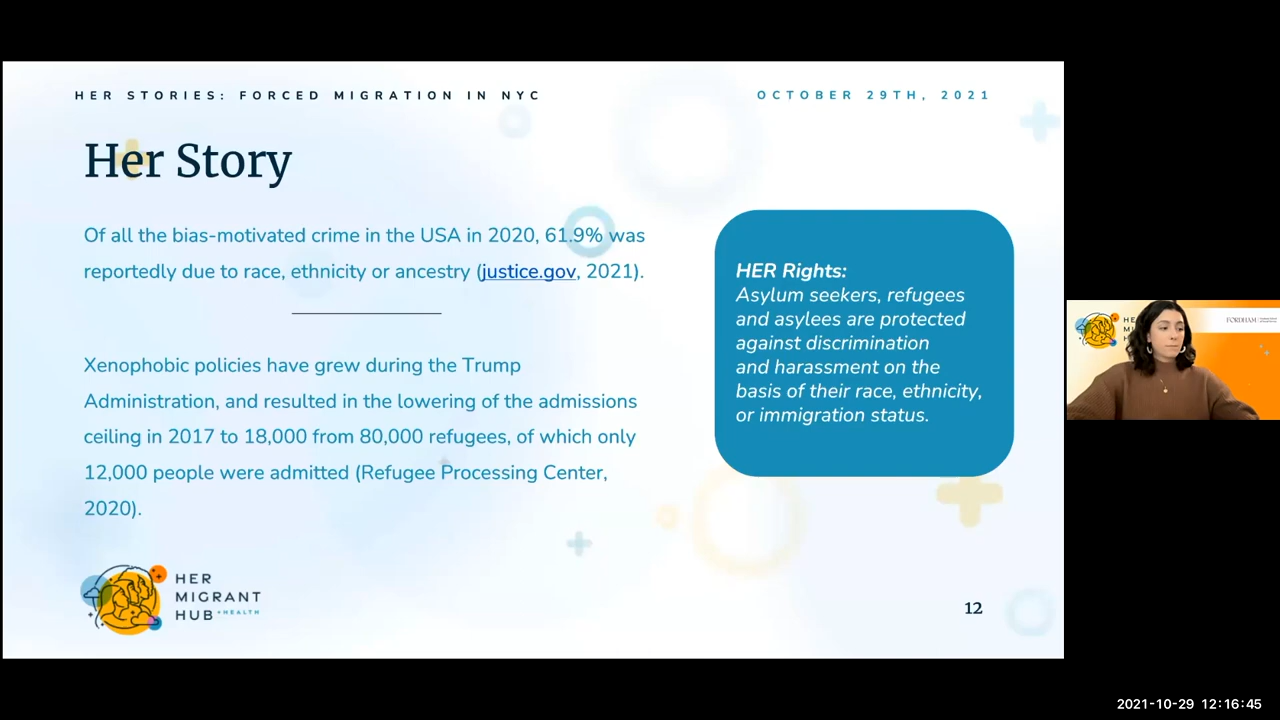 HER STORIES: FORCED MIGRATION IN NYC
OCTOBER 29TH, 2021
Her Story
Of all the bias-motivated crime in the USA in 2020, 61.9% was
reportedly due to race, ethnicity or ancestry (justice.gov, 2021).
Xenophobic policies have grew during the Trump
Administration, and resulted in the lowering of the admissions
ceiling in 2017 to 18,000 from 80,000 refugees, of which only
12,000 people were admitted (Refugee Processing Center,
2020).
HER Rights:
Asylum seekers, refugees
and asylees are protected
against discrimination
and harassment on the
basis of their race, ethnicity,
or immigration status.
HER
MIGRANT
HUB +HEALTH
12
HE
MI
H
FORDHAM
2021-10-29 12:16:45